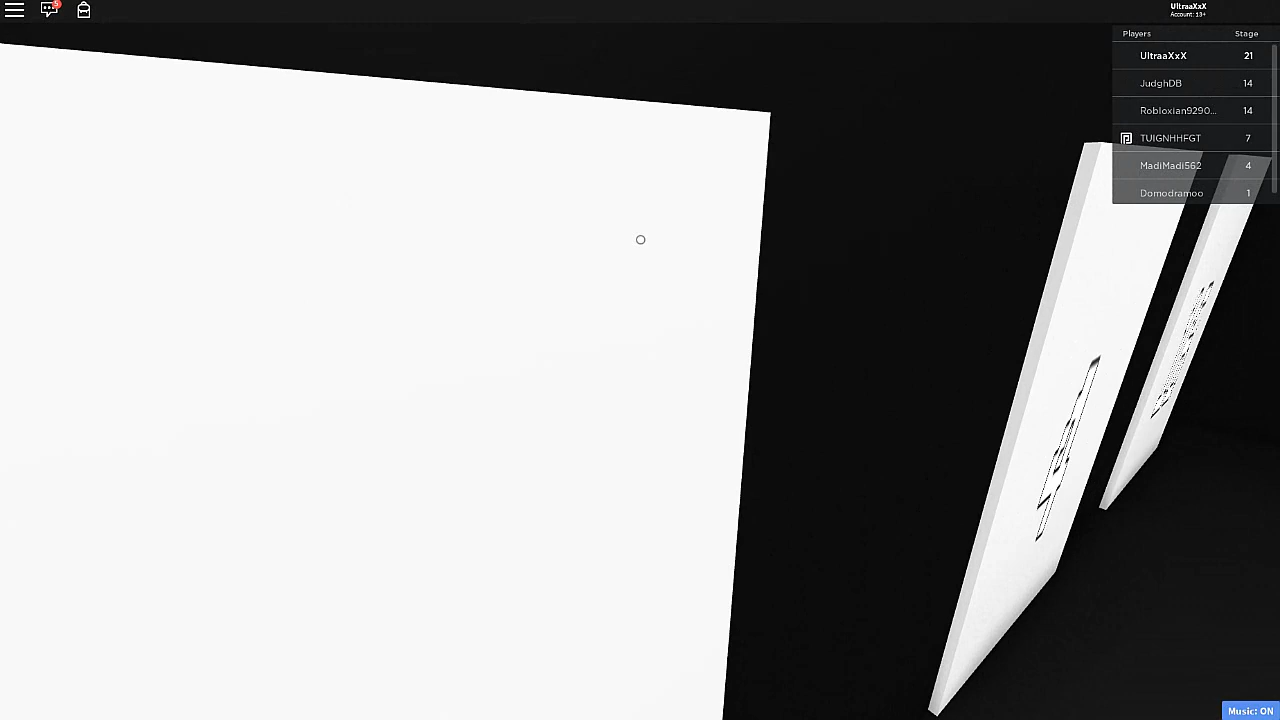 5
UltraaXxX
Account: 13+
Players Stage
UltraaXxX 21
JudghDB 14
Robloxian9290... 14
TUIGNHHFGT 7
MadiMadi562 4
Domodramoo 1
Music: ON